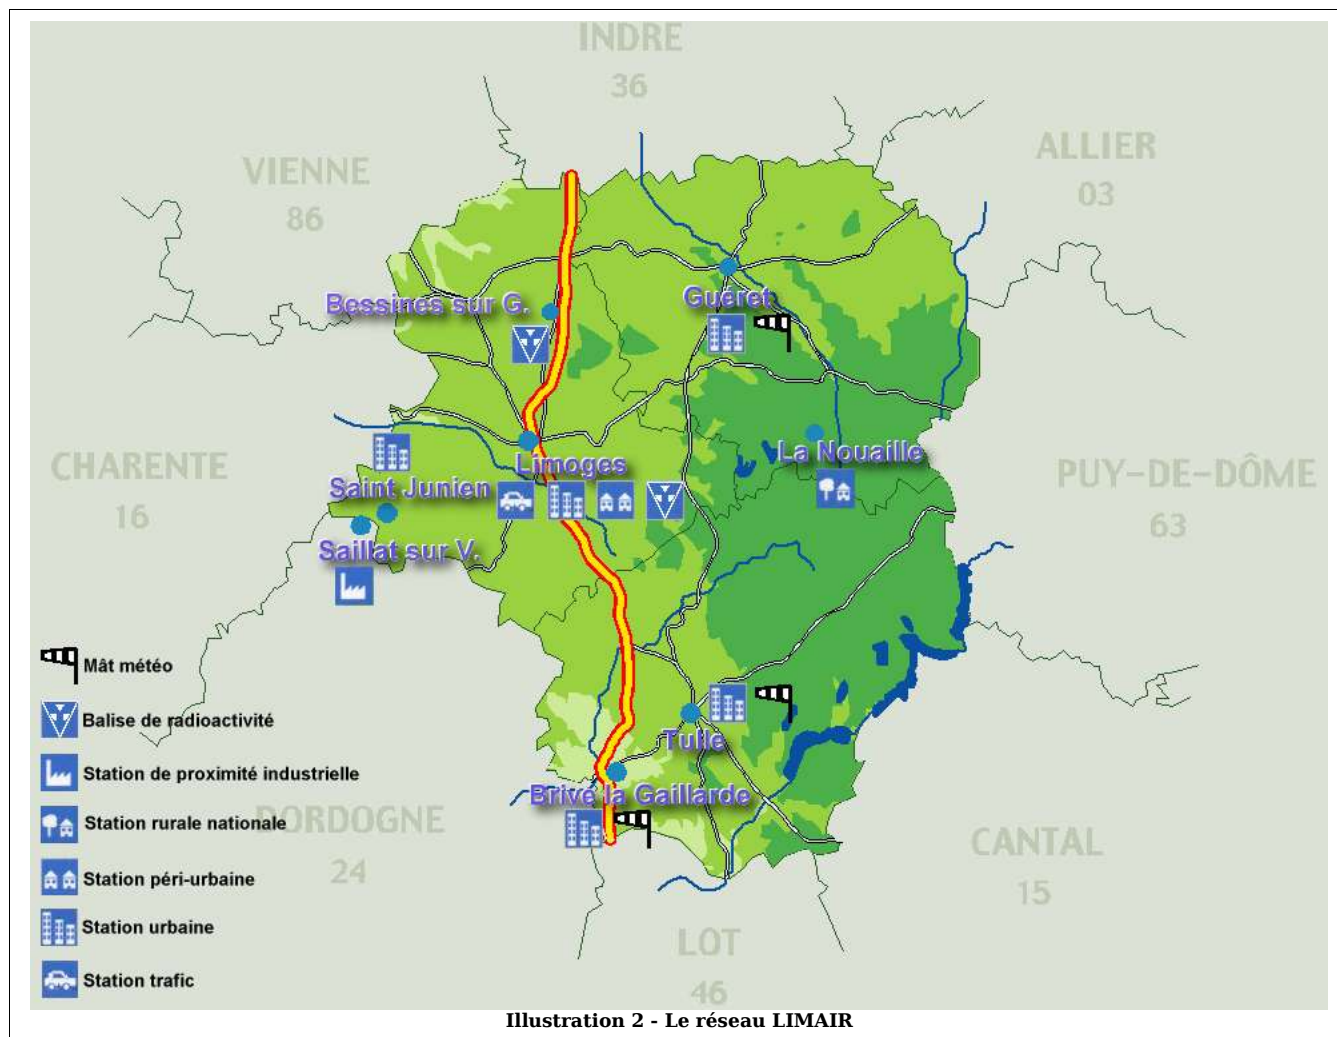 INDRE
36
ALLIER
03
VIENNE
86
Bessines sur G.
Guéret
CHARENTE
16
Limoges
La Nouaille
PUY-DE-DÔME
63
Saint Junien
Saillat sur V.
Mât météo
Balise de radioactivité
Tulle
Station de proximité industrielle
Brive la Gaillarde
Station rurale nationale
DORDOGNE
24
CANTAL
15
Station péri-urbaine
Station urbaine
LOT
46
Station trafic
Illustration 2 - Le réseau LIMAIR